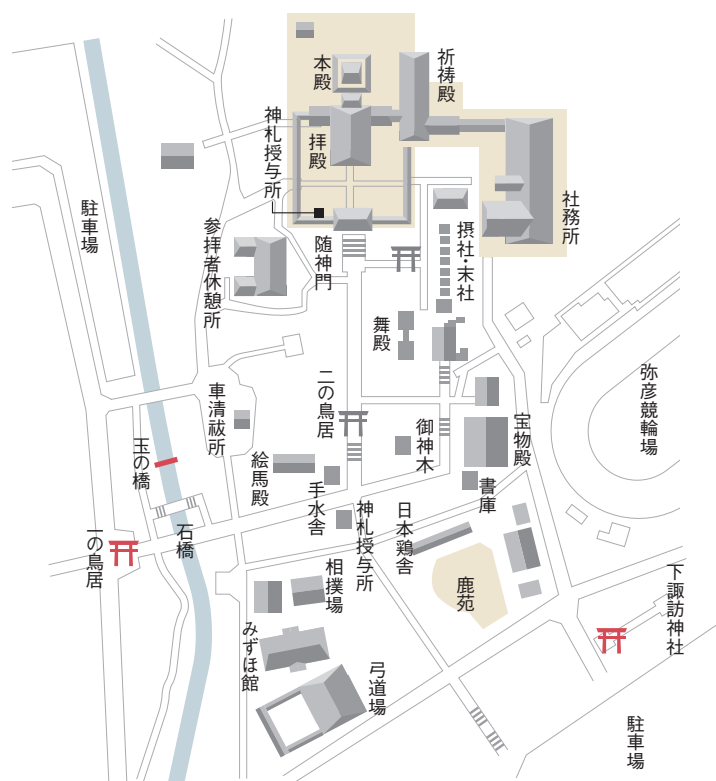 本殿
祈祷殿
神札授与所
拝殿
社務所
駐車場
参拝者休憩所
随神門
摂社・末社
舞殿
弥彦競輪場
二の鳥居
車清祓所
御神木
宝物殿
玉の橋
絵馬殿
手水舎
書庫
神札授与所
日本鶏舎
一の鳥居
石橋
相撲場
鹿苑
下諏訪神社
みずほ館
弓道場
駐車場